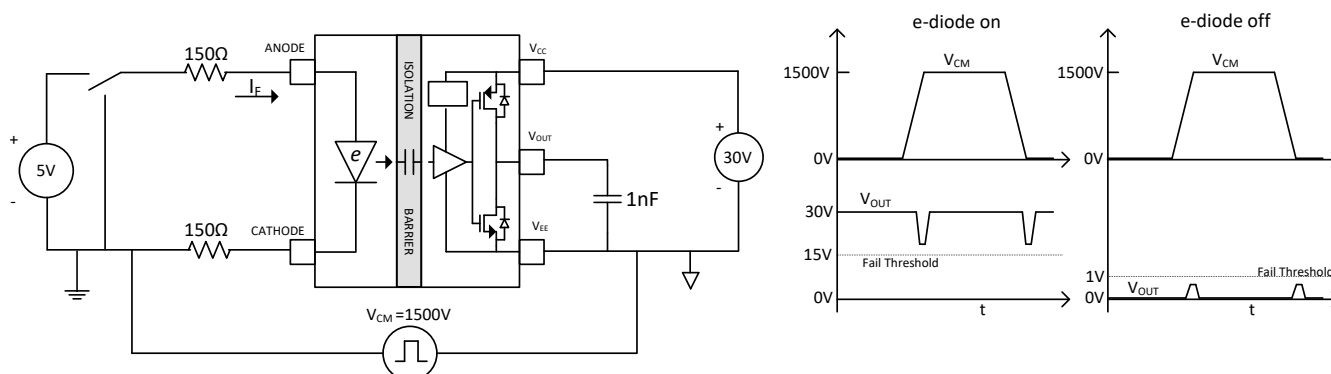 5V
+
-
150Ω
I_F
150Ω
ANODE
CATHODE
e
ISOLATION
BARRIER
V_CC
V_OUT
V_EE
1nF
30V
+
-
V_CM =1500V
e-diode on
1500V
V_CM
0V
30V
V_OUT
15V
Fail Threshold
0V
t
e-diode off
1500V
V_CM
0V
1V
Fail Threshold
0V
V_OUT
t